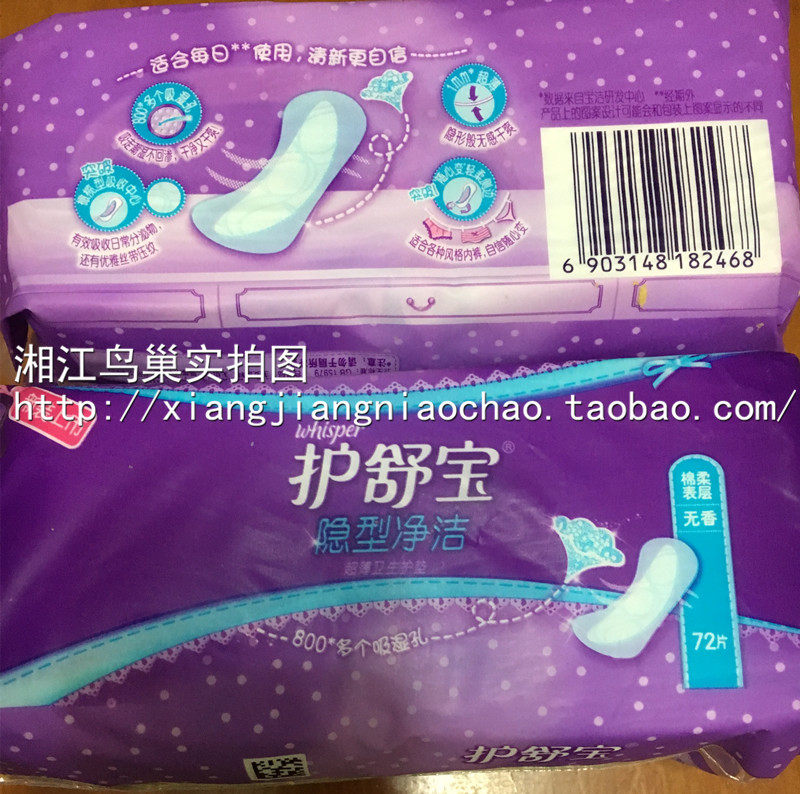 适合每日**使用，清新更自信
800*多个吸湿孔
1mm*超薄
隐形般无感干爽
*数据来自宝洁研发中心 **经期外
产品上的图案设计可能会和包装上图案显示的不同
突破
有效吸收日常分泌物，
还有优雅丝带压纹
突破
适合各种风格内裤，自信随心变
6 903148 182468
湘江鸟巢实拍图
http://xiangjiangniaochao.taobao.com/
whisper
护舒宝®
隐型净洁
超薄卫生护垫
棉柔
表层
无香
72片
800*多个吸湿孔
护舒宝